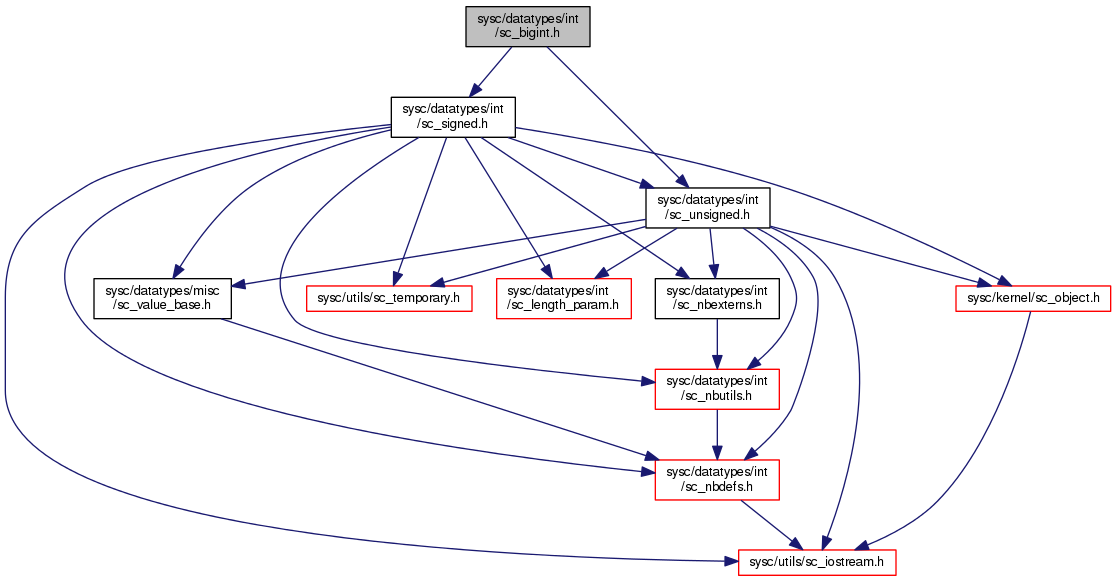 sysc/datatypes/int
/sc_bigint.h
sysc/datatypes/int
/sc_signed.h
sysc/datatypes/int
/sc_unsigned.h
sysc/datatypes/misc
/sc_value_base.h
sysc/utils/sc_temporary.h
sysc/datatypes/int
/sc_length_param.h
sysc/datatypes/int
/sc_nbexterns.h
sysc/kernel/sc_object.h
sysc/datatypes/int
/sc_nbutils.h
sysc/datatypes/int
/sc_nbdefs.h
sysc/utils/sc_iostream.h